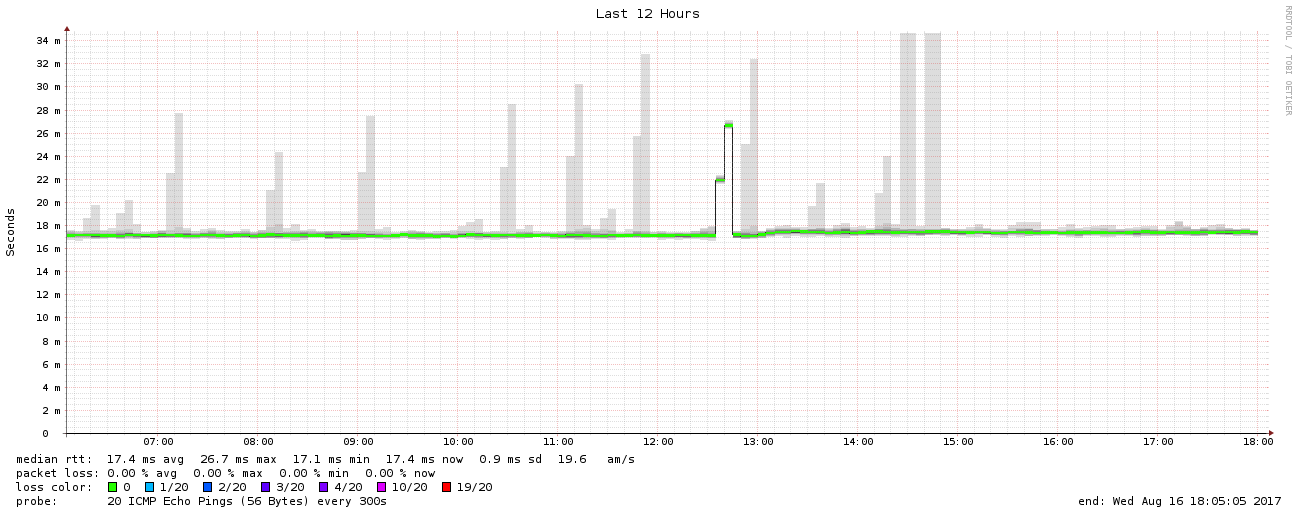 Last 12 Hours
RRDTOOL / TOBI OETIKER
Seconds
34 m
32 m
30 m
28 m
26 m
24 m
22 m
20 m
18 m
16 m
14 m
12 m
10 m
8 m
6 m
4 m
2 m
0
07:00 08:00 09:00 10:00 11:00 12:00 13:00 14:00 15:00 16:00 17:00 18:00
median rtt: 17.4 ms avg 26.7 ms max 17.1 ms min 17.4 ms now 0.9 ms sd 19.6 am/s
packet loss: 0.00 % avg 0.00 % max 0.00 % min 0.00 % now
loss color: 0 1/20 2/20 3/20 4/20 10/20 19/20
probe: 20 ICMP Echo Pings (56 Bytes) every 300s end: Wed Aug 16 18:05:05 2017